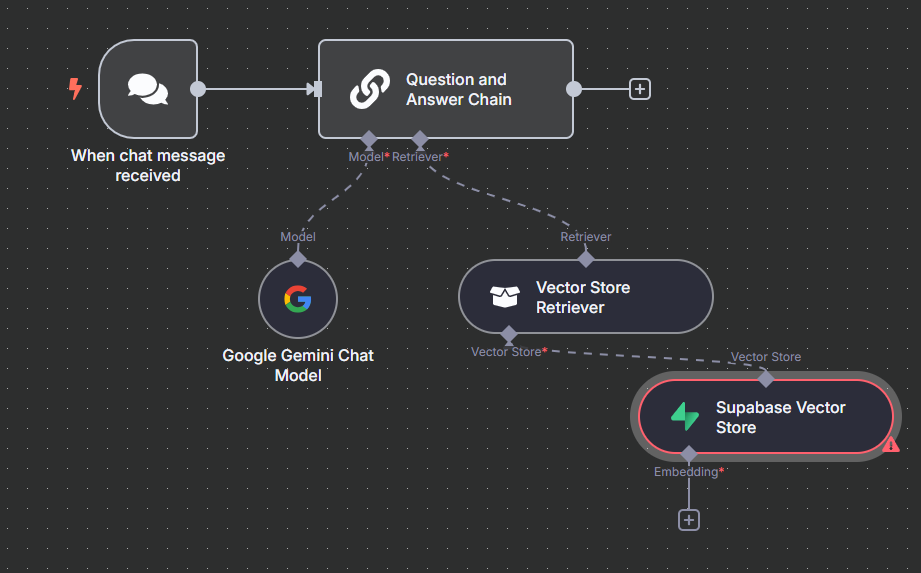 Question and
Answer Chain
When chat message
received
Model* Retriever*
Model
Retriever
Google Gemini Chat
Model
Vector Store
Retriever
Vector Store*
Vector Store
Supabase Vector
Store
Embedding*